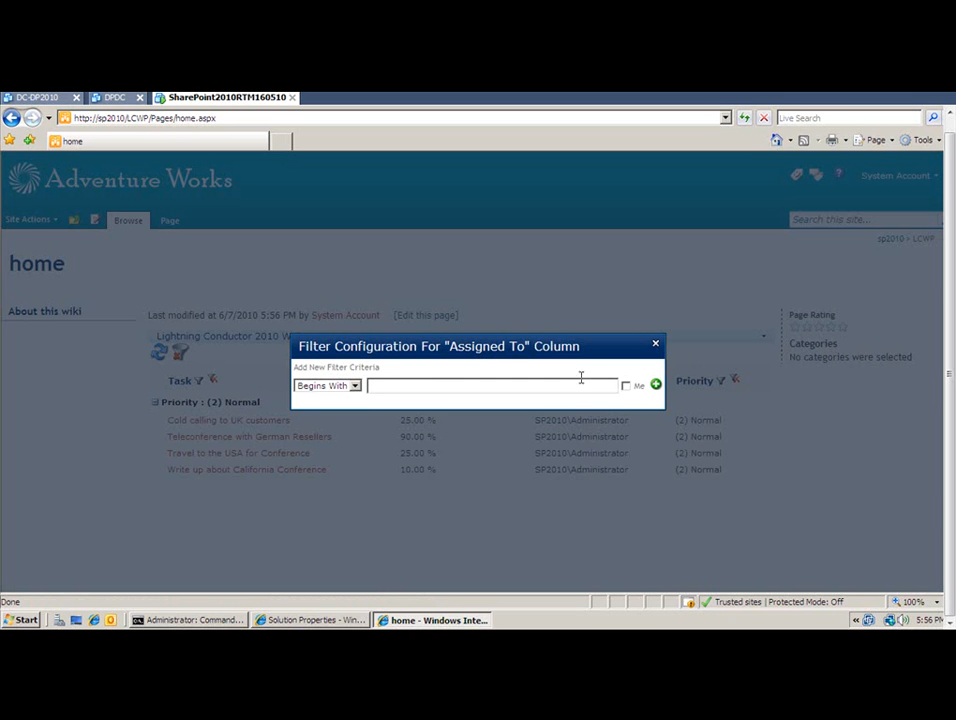 DC-DP2010
DPDC
SharePoint2010RTM160510
http://sp2010/LCWP/Pages/home.aspx
Live Search
home
Page
Tools
Adventure Works
System Account
Site Actions
Browse
Page
Search this site...
sp2010 > LCWP
home
About this wiki
Last modified at 6/7/2010 5:56 PM by System Account [Edit this page]
Page Rating
Lightning Conductor 2010 W
Categories
No categories were selected
Filter Configuration For "Assigned To" Column
Add New Filter Criteria
Begins With
Me
Task
Priority
Priority : (2) Normal
Cold calling to UK customers 25.00 % SP2010\Administrator (2) Normal
Teleconference with German Resellers 90.00 % SP2010\Administrator (2) Normal
Travel to the USA for Conference 25.00 % SP2010\Administrator (2) Normal
Write up about California Conference 10.00 % SP2010\Administrator (2) Normal
Done
Trusted sites | Protected Mode: Off
100%
Start
Administrator: Command...
Solution Properties - Win...
home - Windows Inte...
5:56 PM